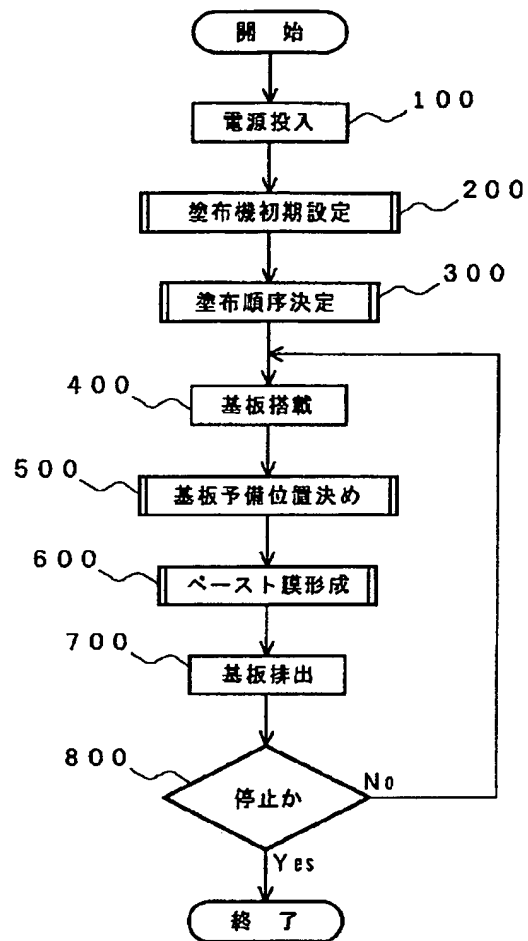 開 始
電源投入
100
塗布機初期設定
200
塗布順序決定
300
400
基板搭載
500
基板予備位置決め
600
ペースト膜形成
700
基板排出
800
停止か
No
Yes
終 了